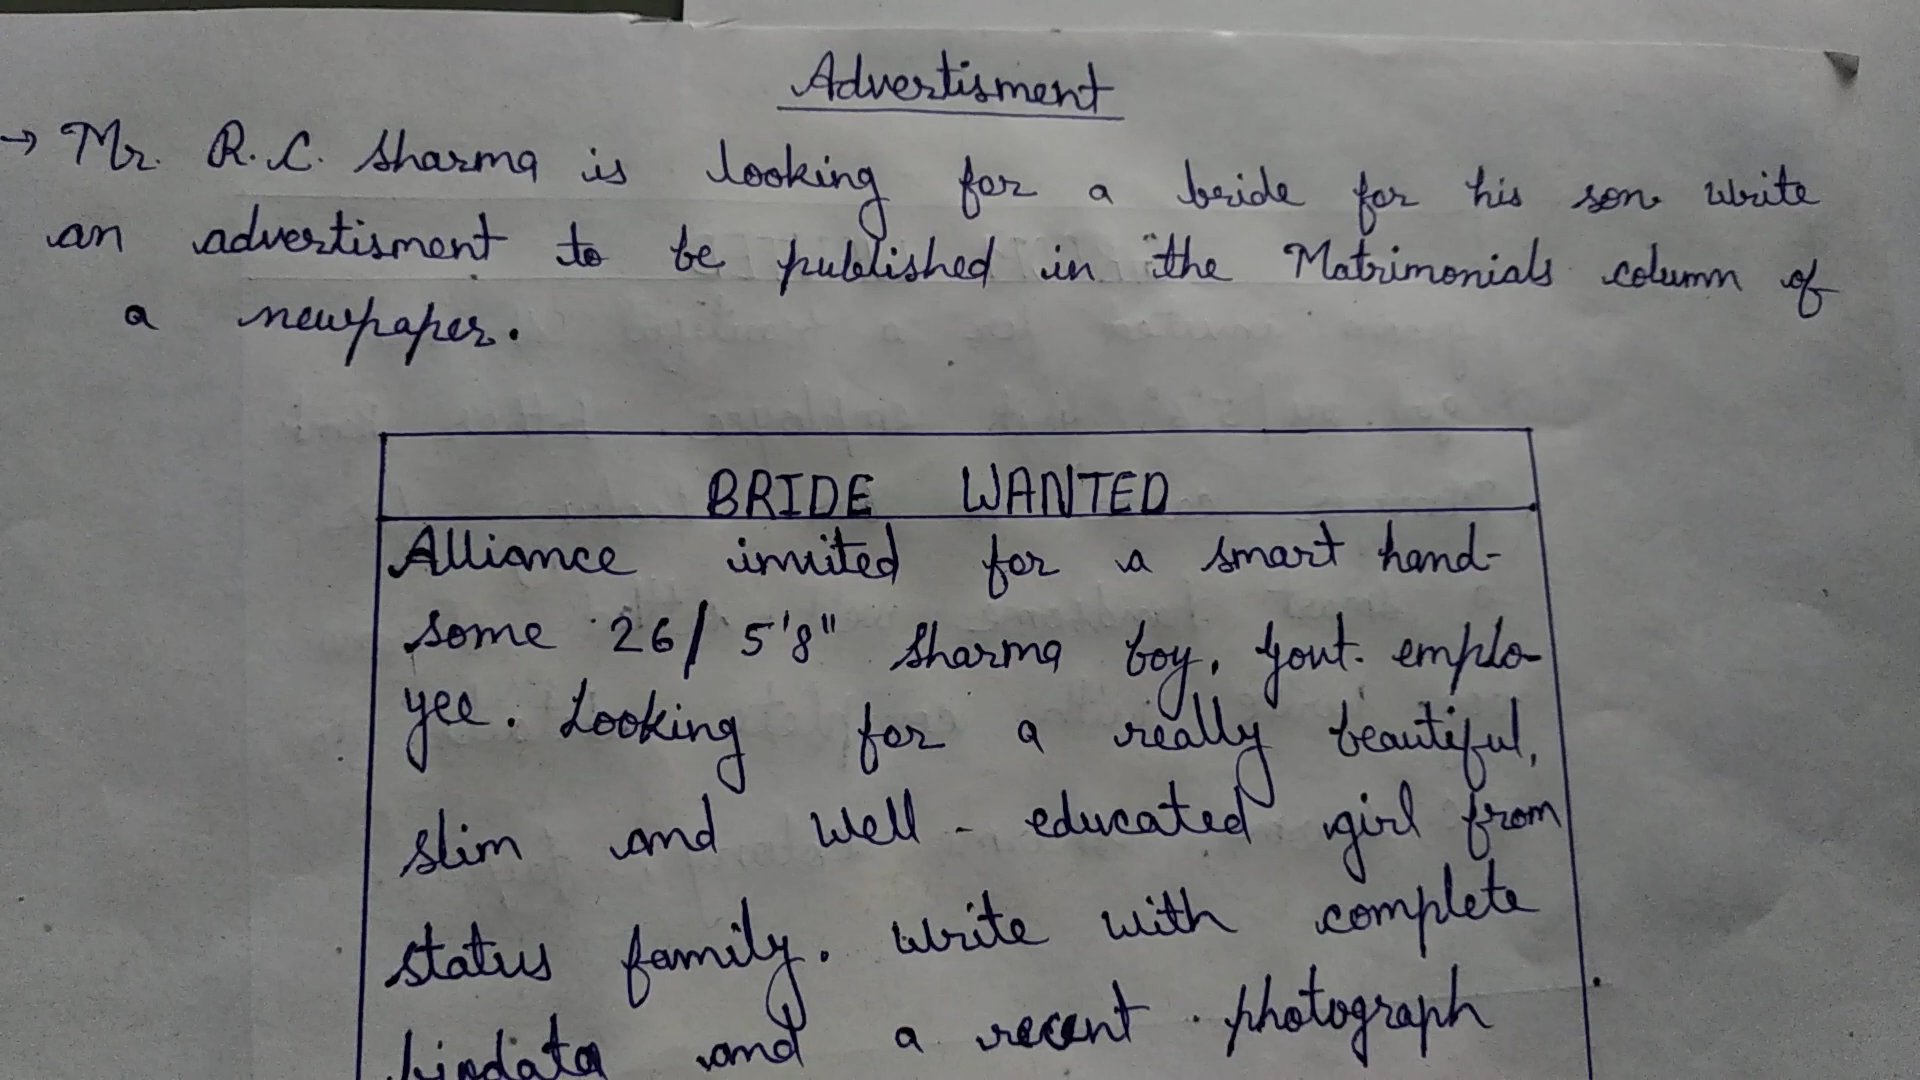 Advertisment
→ Mr. R.C. Sharma is looking for a bride for his son. Write
an advertisment to be published in the Matrimonials column of
a newpaper.
BRIDE WANTED
Alliance invited for a smart hand-
some 26/ 5'8" Sharma boy, Govt. emplo-
yee. Looking for a really beautiful,
slim and well-educated girl from
status family. Write with complete
biodata and a recent photograph